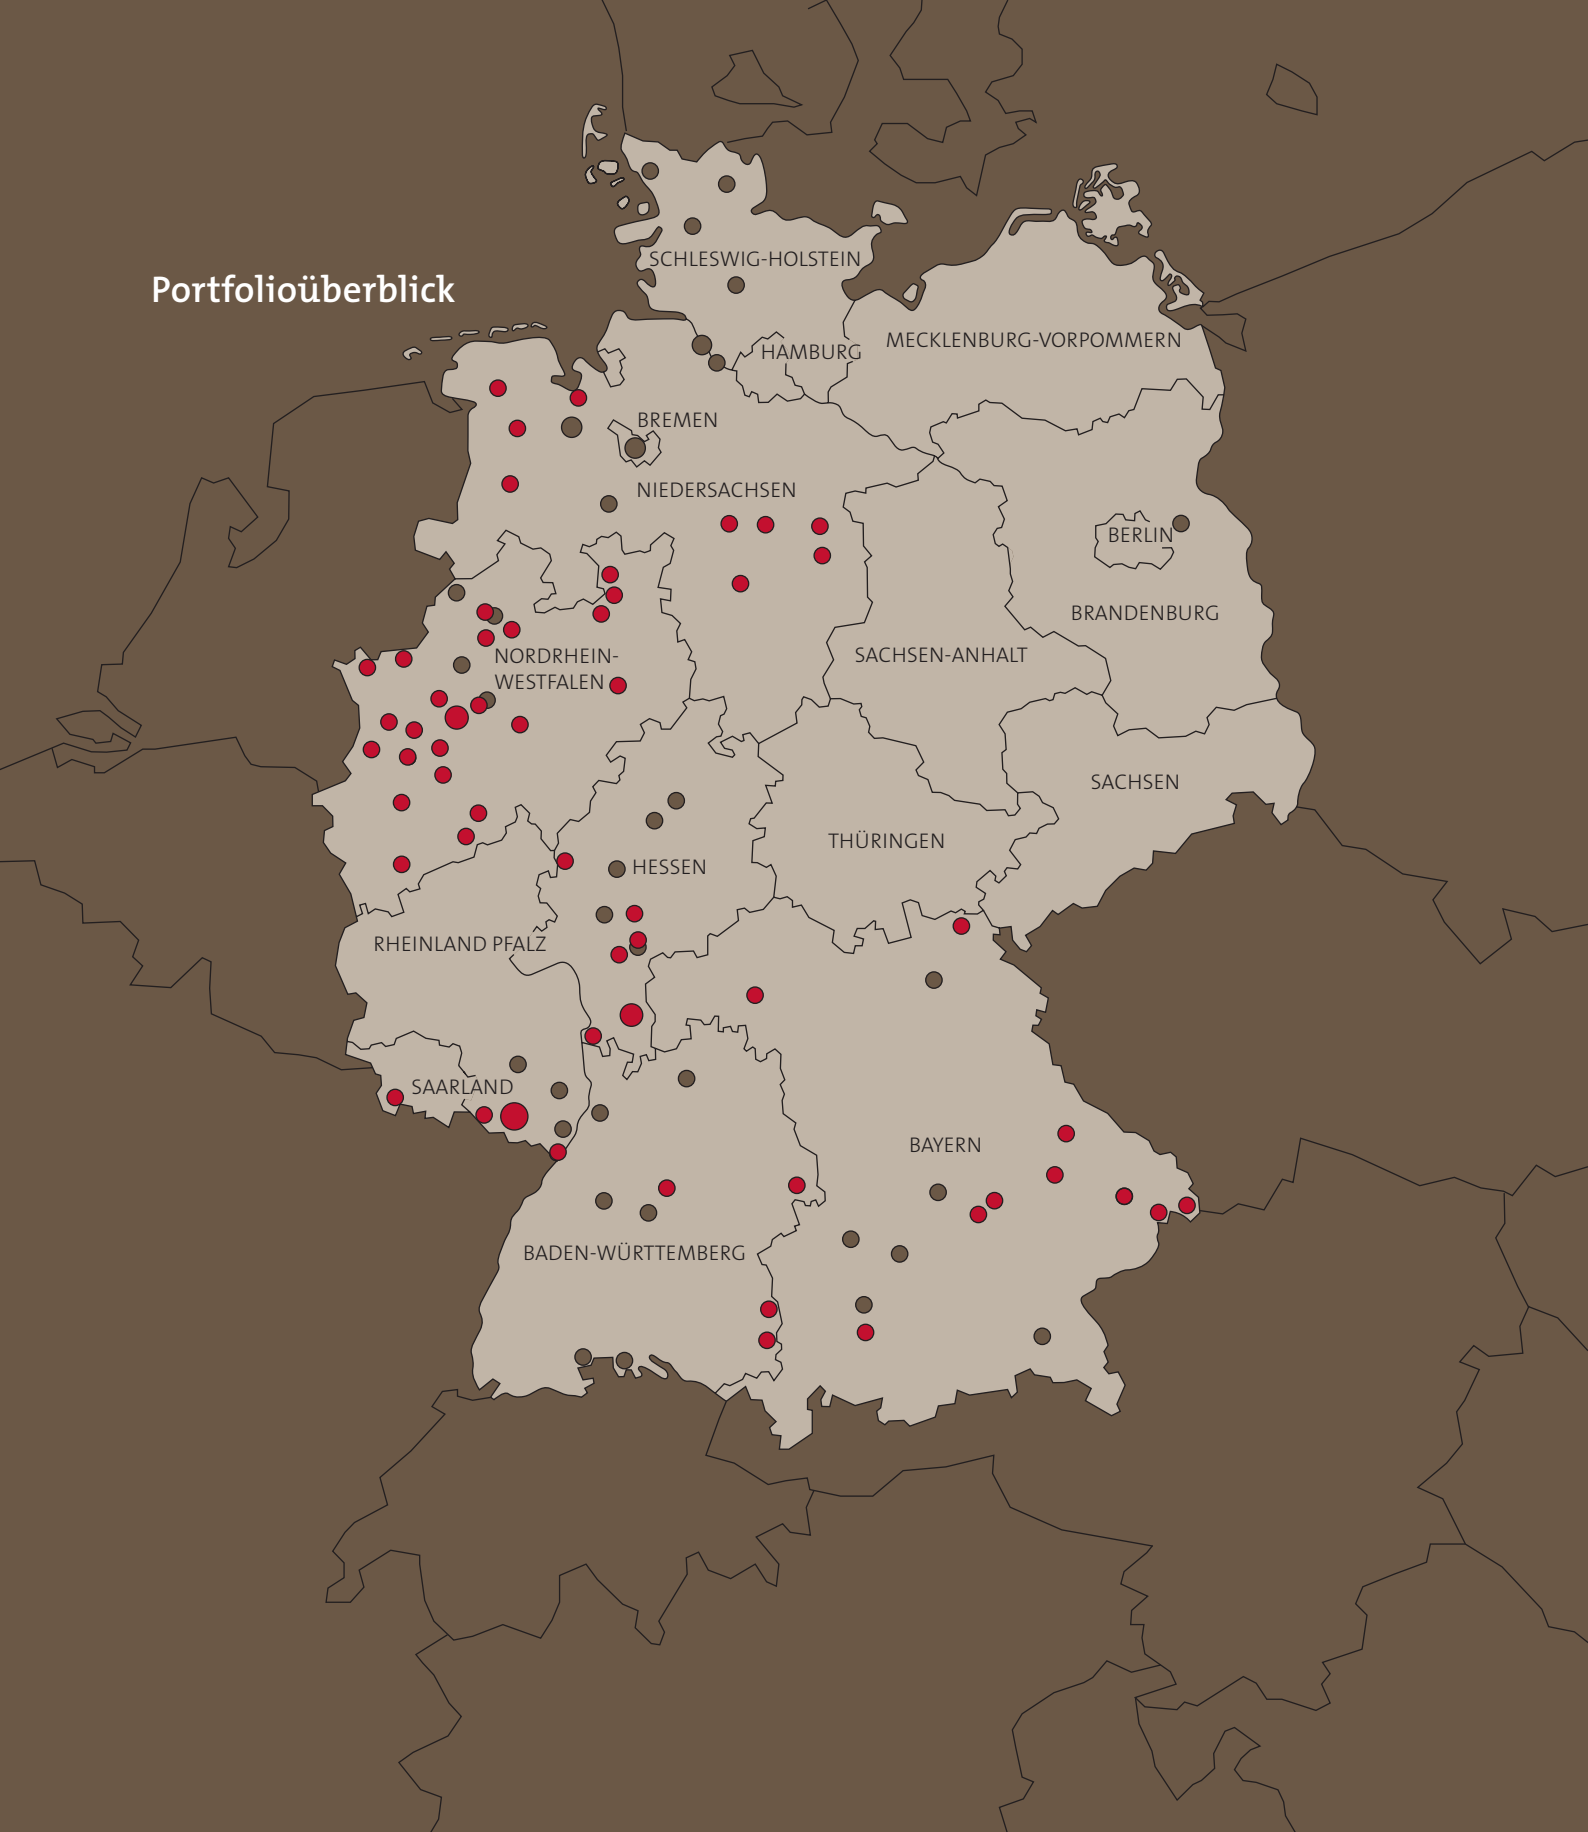 SCHLESWIG-HOLSTEIN
Portfolioüberblick
MECKLENBURG-VORPOMMERN
HAMBURG
BREMEN
NIEDERSACHSEN
BERLIN
BRANDENBURG
NORDRHEIN-
WESTFALEN
SACHSEN-ANHALT
SACHSEN
THÜRINGEN
HESSEN
RHEINLAND PFALZ
SAARLAND
BAYERN
BADEN-WÜRTTEMBERG